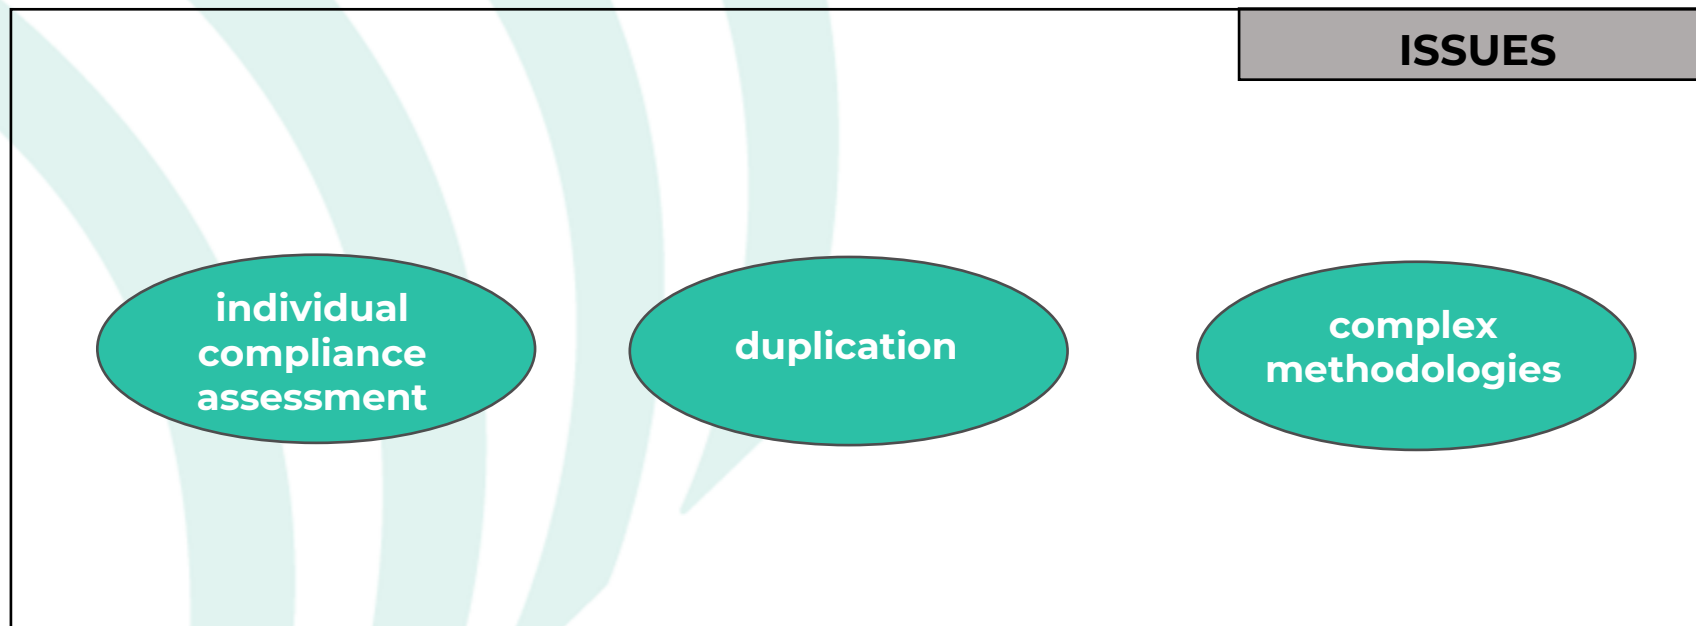 ISSUES
individual
compliance
assessment
duplication
complex
methodologies